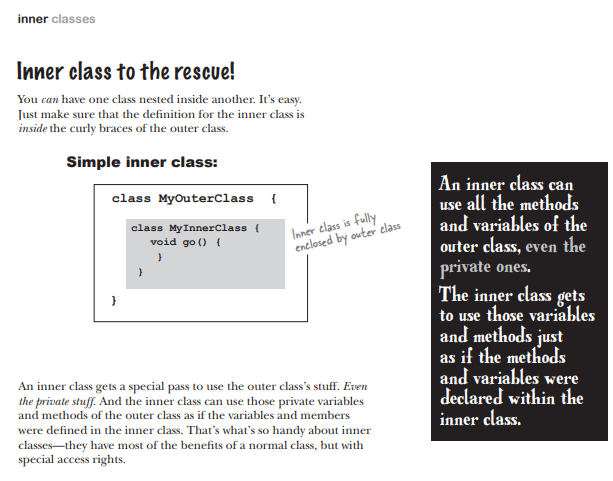 inner classes
Inner class to the rescue!
You can have one class nested inside another. It's easy.
Just make sure that the definition for the inner class is
inside the curly braces of the outer class.
Simple inner class:
class MyOuterClass {
class MyInnerClass {
void go() {
}
}
}
Inner class is fully
enclosed by outer class
An inner class can
use all the methods
and variables of the
outer class, even the
private ones.
The inner class gets
to use those variables
and methods just
as if the methods
and variables were
declared within the
inner class.
An inner class gets a special pass to use the outer class's stuff. Even
the private stuff. And the inner class can use those private variables
and methods of the outer class as if the variables and members
were defined in the inner class. That's what's so handy about inner
classes—they have most of the benefits of a normal class, but with
special access rights.